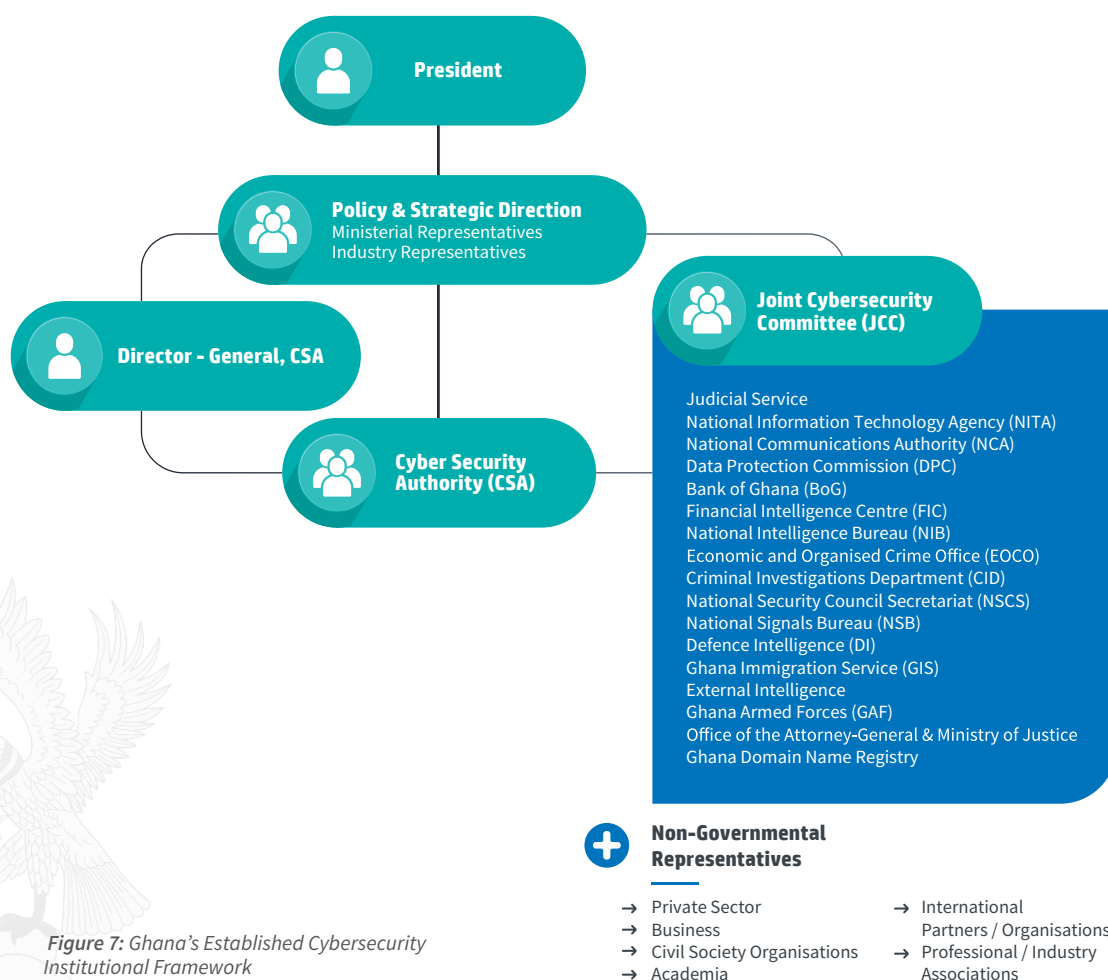 President
Policy & Strategic Direction
Ministerial Representatives
Industry Representatives
Joint Cybersecurity
Committee (JCC)
Director - General, CSA
Cyber Security
Authority (CSA)
Judicial Service
National Information Technology Agency (NITA)
National Communications Authority (NCA)
Data Protection Commission (DPC)
Bank of Ghana (BoG)
Financial Intelligence Centre (FIC)
National Intelligence Bureau (NIB)
Economic and Organised Crime Office (EOCO)
Criminal Investigations Department (CID)
National Security Council Secretariat (NSCS)
National Signals Bureau (NSB)
Defence Intelligence (DI)
Ghana Immigration Service (GIS)
External Intelligence
Ghana Armed Forces (GAF)
Office of the Attorney-General & Ministry of Justice
Ghana Domain Name Registry
Non-Governmental
Representatives
→ Private Sector
→ Business
→ Civil Society Organisations
→ Academia
→ International
Partners / Organisations
→ Professional / Industry
Associations
Figure 7: Ghana's Established Cybersecurity
Institutional Framework